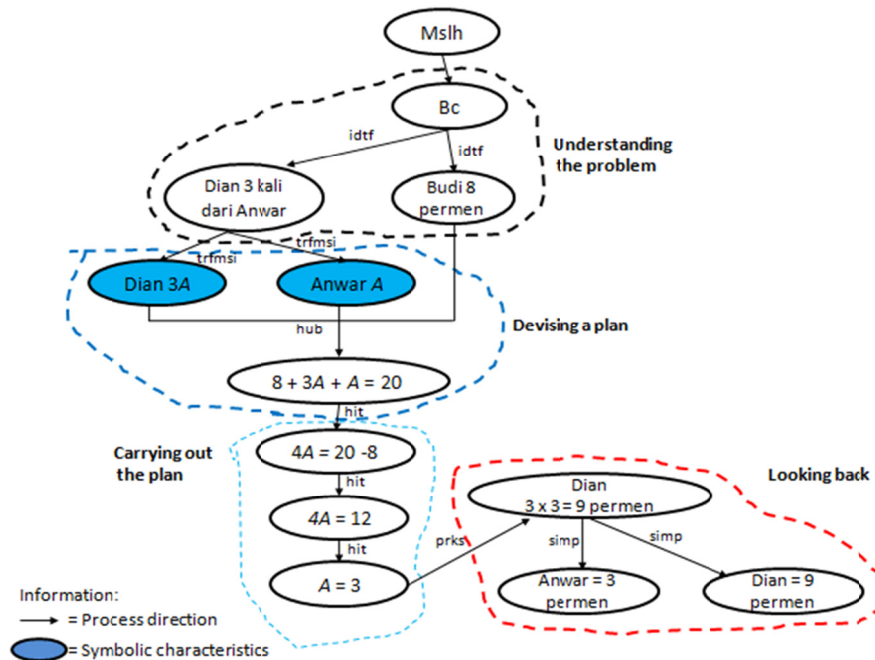 Mslh
Bc
idtf
idtf
Understanding
the problem
Dian 3 kali
dari Anwar
Budi 8
permen
trfmsi
trfmsi
Dian 3A
Anwar A
hub
Devising a plan
8 + 3A + A = 20
hit
Carrying out
the plan
4A = 20 -8
hit
4A = 12
hit
A = 3
prks
Looking back
Dian
3 x 3 = 9 permen
simp
simp
Anwar = 3
permen
Dian = 9
permen
Information:
= Process direction
= Symbolic characteristics